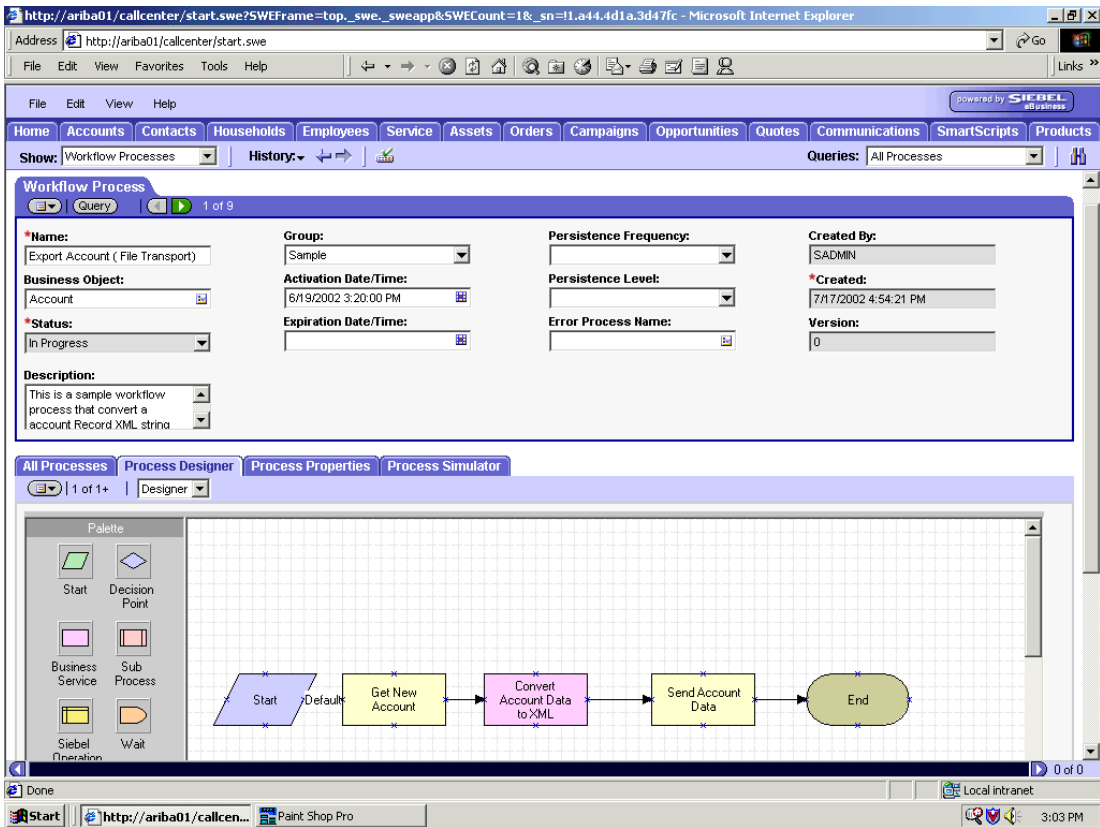 http://ariba01/callcenter/start.swe?SWEFrame=top._swe._sweapp&SWECount=1&_sn=!1.a44.4d1a.3d47fc - Microsoft Internet Explorer
Address http://ariba01/callcenter/start.swe Go
File Edit View Favorites Tools Help Links »
File Edit View Help powered by SIEBEL eBusiness
Home Accounts Contacts Households Employees Service Assets Orders Campaigns Opportunities Quotes Communications SmartScripts Products
Show: Workflow Processes History: Queries: All Processes
Workflow Process
Query 1 of 9
*Name: Group: Persistence Frequency: Created By:
Export Account ( File Transport) Sample SADMIN
Business Object: Activation Date/Time: Persistence Level: *Created:
Account 6/19/2002 3:20:00 PM 7/17/2002 4:54:21 PM
*Status: Expiration Date/Time: Error Process Name: Version:
In Progress 0
Description:
This is a sample workflow
process that convert a
account Record XML string
All Processes Process Designer Process Properties Process Simulator
1 of 1+ Designer
Palette
Start Decision
Point
Business Sub
Service Process
Siebel Wait
Operation
Start
Default
Get New
Account
Convert
Account Data
to XML
Send Account
Data
End
0 of 0
Done Local intranet
Start http://ariba01/callcen... Paint Shop Pro 3:03 PM